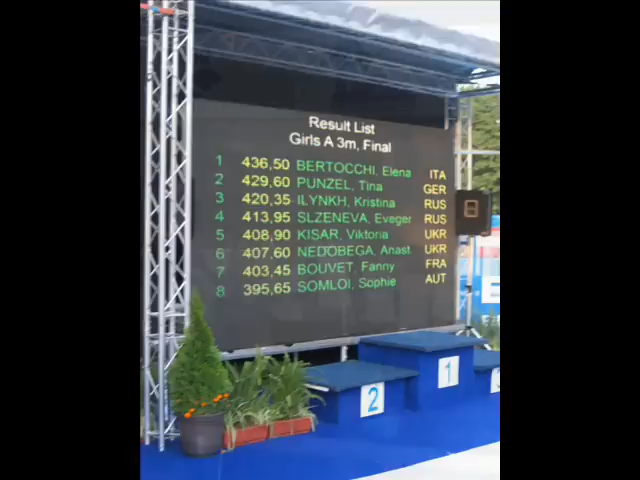 Result List
Girls A 3m, Final
1 436,50 BERTOCCHI, Elena ITA
2 429,60 PUNZEL, Tina GER
3 420,35 ILYNKH, Kristina RUS
4 413,95 SLZENEVA, Eveger RUS
5 408,90 KISAR, Viktoria UKR
6 407,60 NEDOBEGA, Anast UKR
7 403,45 BOUVET, Fanny FRA
8 395,65 SOMLOI, Sophie AUT
1
2